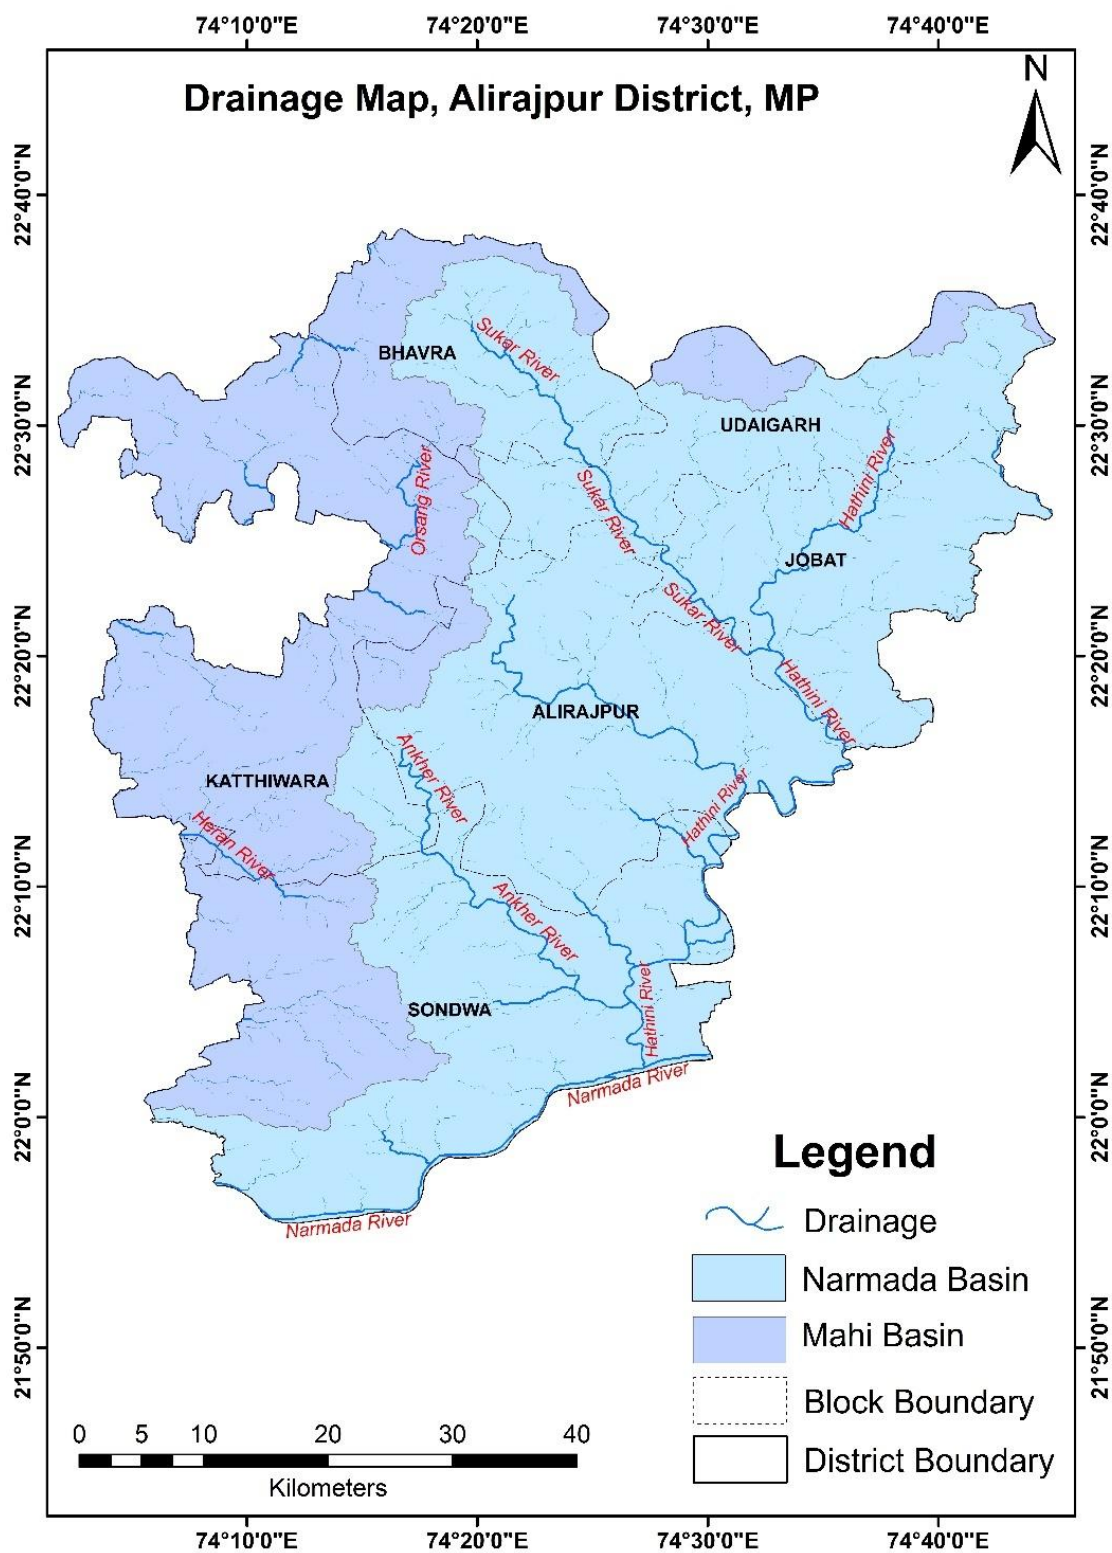 74°10'0"E 74°20'0"E 74°30'0"E 74°40'0"E
Drainage Map, Alirajpur District, MP
N
22°40'0"N 22°40'0"N
Sukar River
BHAVRA
22°30'0"N 22°30'0"N
UDAIGARH
Hathini River
Orsang River
Sukar River
JOBAT
Sukar River
22°20'0"N 22°20'0"N
Hathini River
ALIRAJPUR
Ankher River
KATTHIWARA
Hathini River
Heran River
22°10'0"N 22°10'0"N
Ankher River
Hathini River
SONDWA
Narmada River
22°0'0"N 22°0'0"N
Narmada River
Legend
Drainage
Narmada Basin
Mahi Basin
21°50'0"N 21°50'0"N
Block Boundary
District Boundary
0 5 10 20 30 40
Kilometers
74°10'0"E 74°20'0"E 74°30'0"E 74°40'0"E